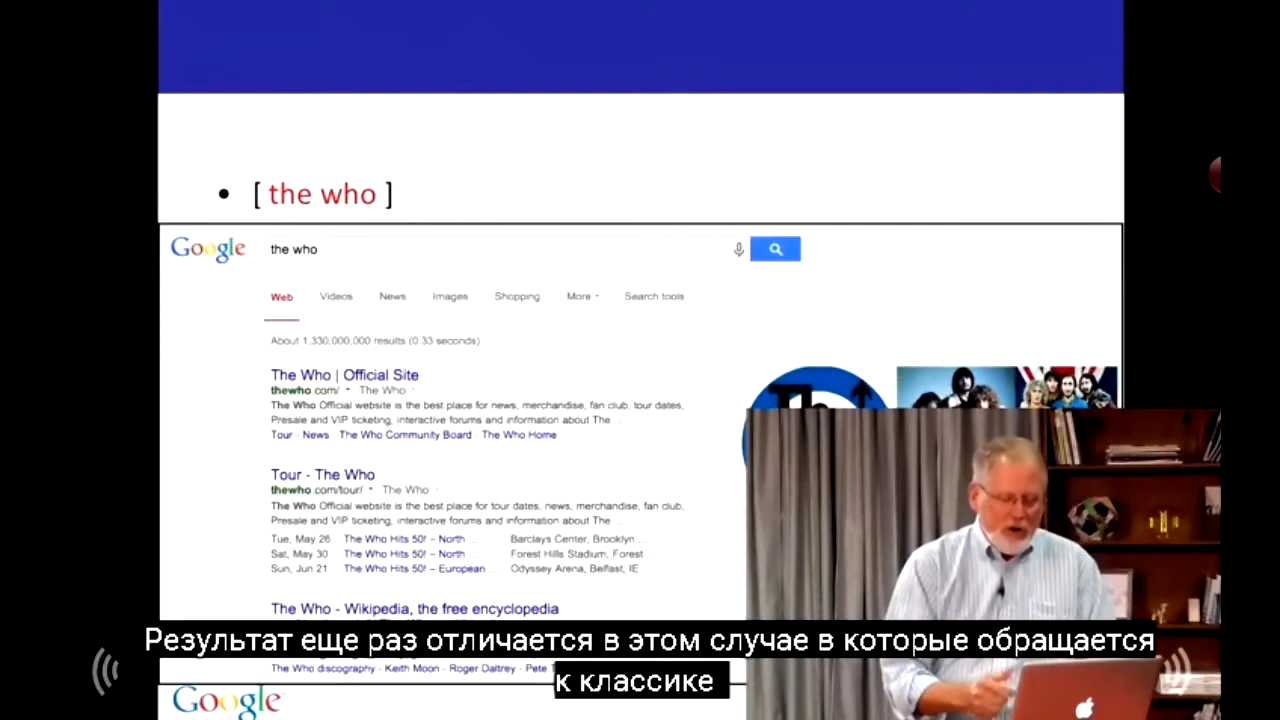 • [ the who ]
Google the who
Web Videos News Images Shopping More Search tools
About 1,330,000,000 results (0.33 seconds)
The Who | Official Site
thewho.com/ The Who
The Who Official website is the best place for news, merchandise, fan club, tour dates,
Presale and VIP ticketing, interactive forums and information about The ...
Tour · News · The Who Community Board · The Who Home
Tour - The Who
thewho.com/tour/ The Who
The Who Official website is the best place for tour dates, news, merchandise, fan club,
Presale and VIP ticketing, interactive forums and information about The ...
Tue, May 26 The Who Hits 50! – North ... Barclays Center, Brooklyn ...
Sat, May 30 The Who Hits 50! – North ... Forest Hills Stadium, Forest
Sun, Jun 21 The Who Hits 50! – European ... Odyssey Arena, Belfast, IE
The Who - Wikipedia, the free encyclopedia
Результат еще раз отличается в этом случае в которые обращается
к классике
The Who discography · Keith Moon · Roger Daltrey · Pete
Google